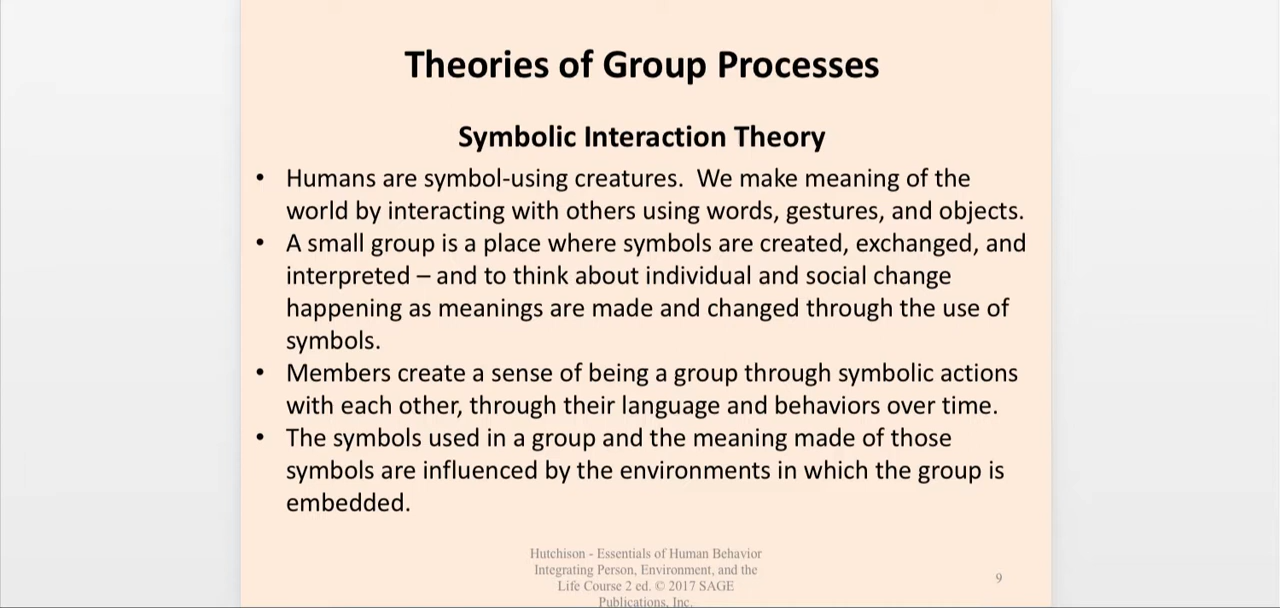 Theories of Group Processes
Symbolic Interaction Theory
• Humans are symbol-using creatures.  We make meaning of the
world by interacting with others using words, gestures, and objects.
• A small group is a place where symbols are created, exchanged, and
interpreted – and to think about individual and social change
happening as meanings are made and changed through the use of
symbols.
• Members create a sense of being a group through symbolic actions
with each other, through their language and behaviors over time.
• The symbols used in a group and the meaning made of those
symbols are influenced by the environments in which the group is
embedded.
Hutchison - Essentials of Human Behavior
Integrating Person, Environment, and the
Life Course 2 ed. © 2017 SAGE
Publications, Inc.
9